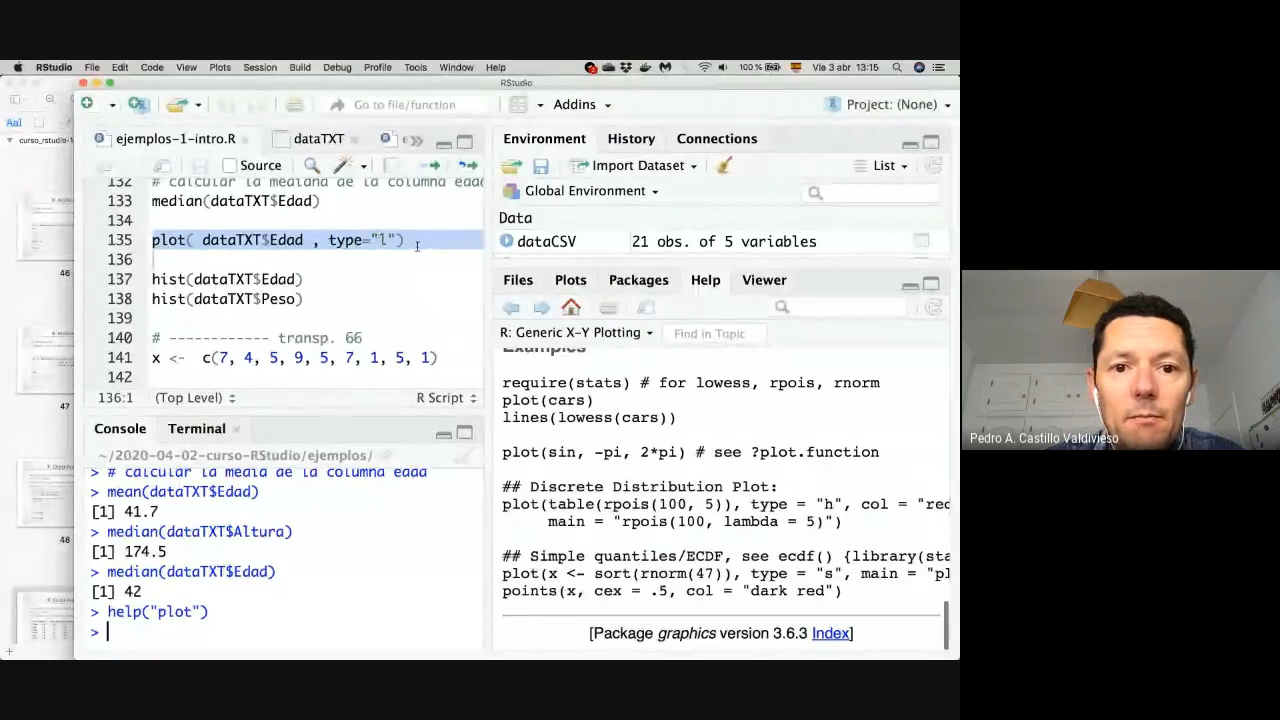 RStudio File Edit Code View Plots Session Build Debug Profile Tools Window Help 100 % Vie 3 abr 13:15
RStudio
Go to file/function Addins Project: (None)
AaI
curso_rstudio-1
46
47
48
ejemplos-1-intro.R dataTXT
Source
132 # calcular la mediana de la columna edad
133 median(dataTXT$Edad)
134
135 plot( dataTXT$Edad , type="l")
136
137 hist(dataTXT$Edad)
138 hist(dataTXT$Peso)
139
140 # ------------ transp. 66
141 x <- c(7, 4, 5, 9, 5, 7, 1, 5, 1)
142
136:1 (Top Level) R Script
Console Terminal
~/2020-04-02-curso-RStudio/ejemplos/
> # calcular la media de la columna edad
> mean(dataTXT$Edad)
[1] 41.7
> median(dataTXT$Altura)
[1] 174.5
> median(dataTXT$Edad)
[1] 42
> help("plot")
>
Environment History Connections
Import Dataset List
Global Environment
Data
dataCSV 21 obs. of 5 variables
Files Plots Packages Help Viewer
R: Generic X-Y Plotting Find in Topic
Examples
require(stats) # for lowess, rpois, rnorm
plot(cars)
lines(lowess(cars))
plot(sin, -pi, 2*pi) # see ?plot.function
## Discrete Distribution Plot:
plot(table(rpois(100, 5)), type = "h", col = "red
main = "rpois(100, lambda = 5)")
## Simple quantiles/ECDF, see ecdf() {library(sta
plot(x <- sort(rnorm(47)), type = "s", main = "pl
points(x, cex = .5, col = "dark red")
[Package graphics version 3.6.3 Index]
Pedro A. Castillo Valdivieso